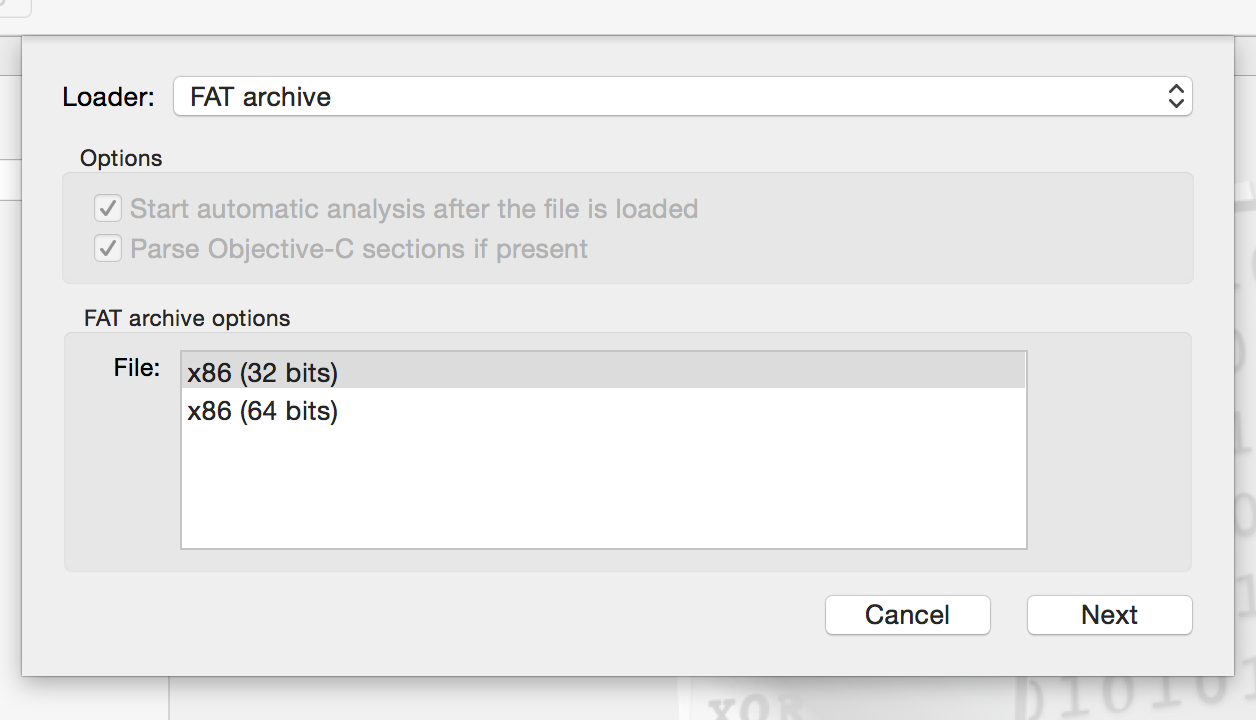 Loader: FAT archive
Options
Start automatic analysis after the file is loaded
Parse Objective-C sections if present
FAT archive options
File: x86 (32 bits)
x86 (64 bits)
Cancel Next
XOR